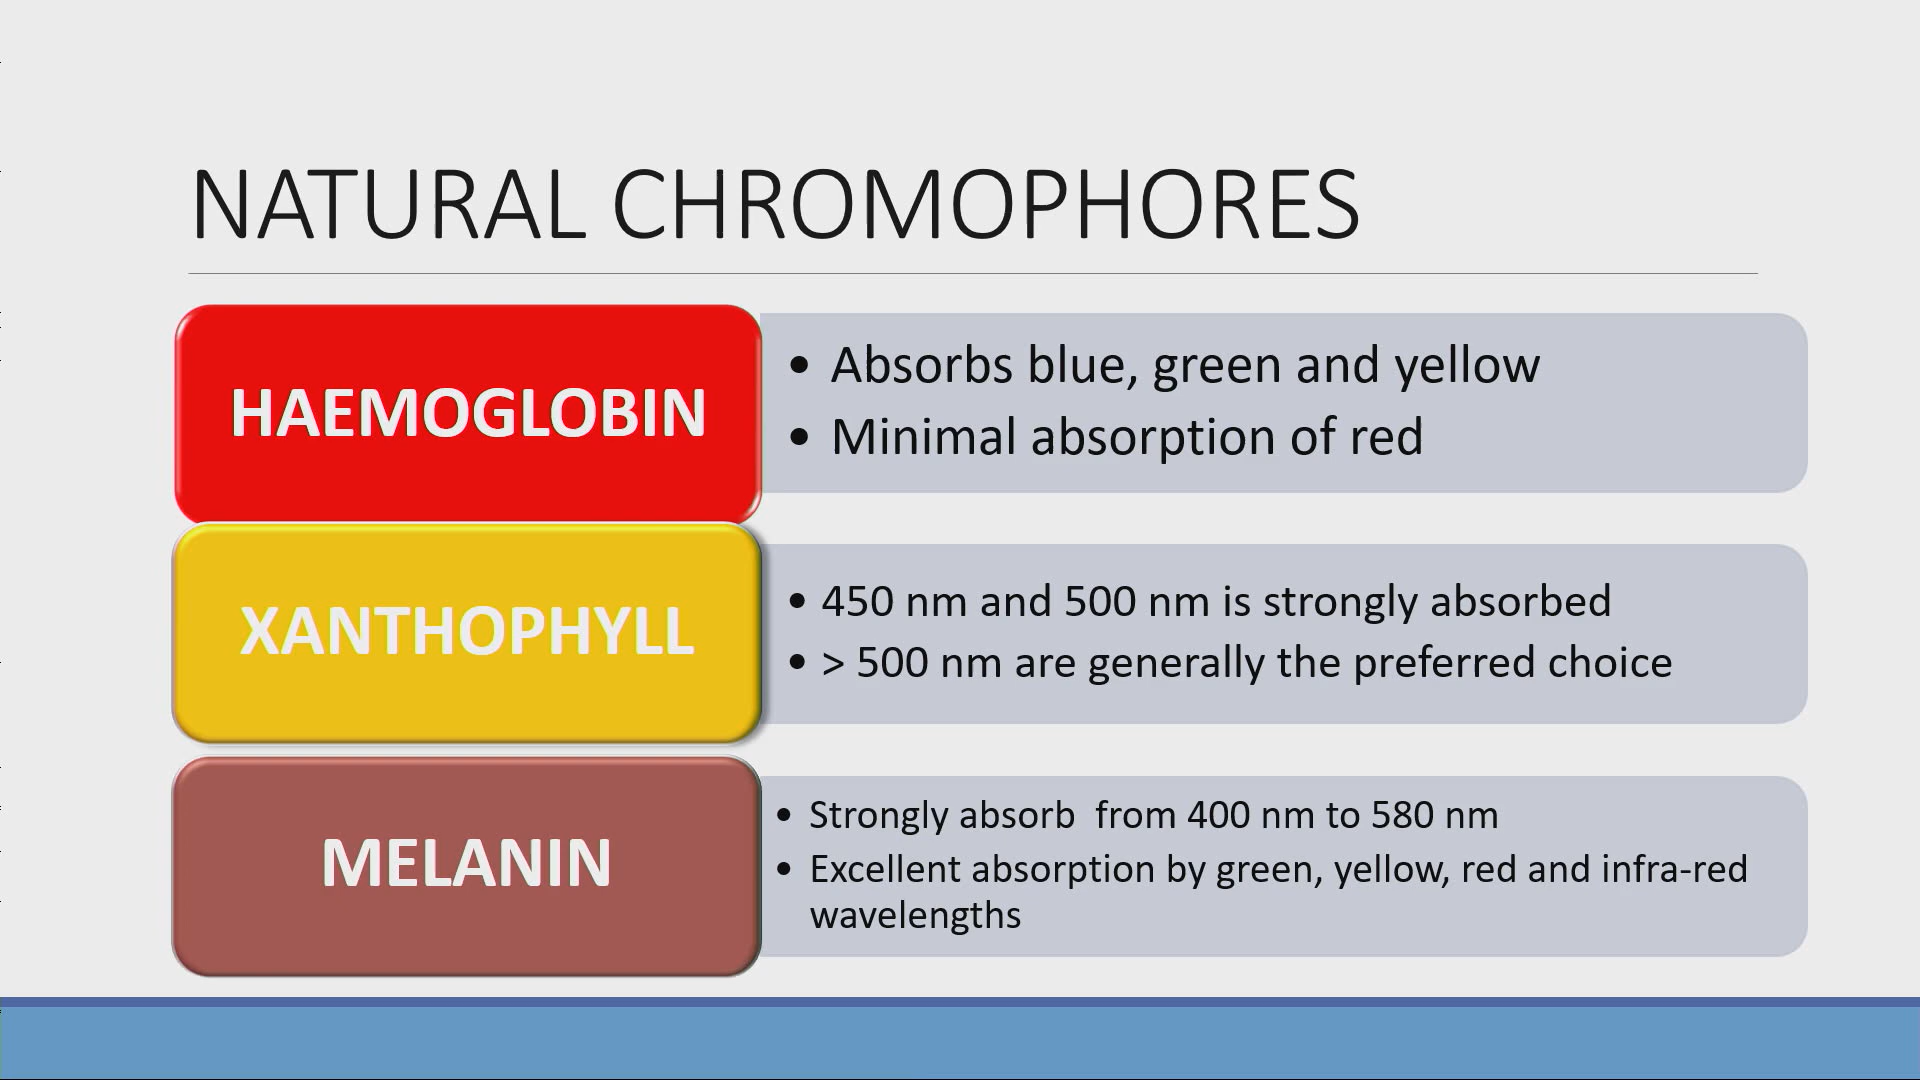 NATURAL CHROMOPHORES
HAEMOGLOBIN
• Absorbs blue, green and yellow
• Minimal absorption of red
XANTHOPHYLL
• 450 nm and 500 nm is strongly absorbed
• > 500 nm are generally the preferred choice
MELANIN
• Strongly absorb  from 400 nm to 580 nm
• Excellent absorption by green, yellow, red and infra-red
wavelengths